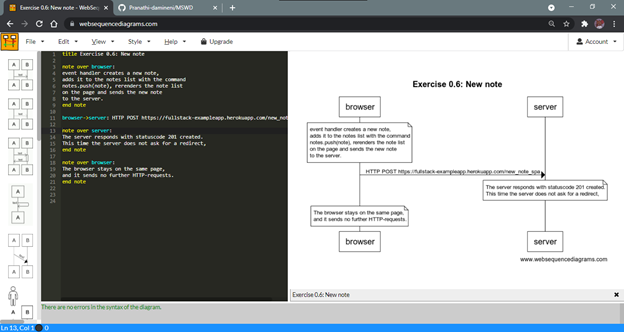 Exercise 0.6: New note - WebSeq
Pranathi-damineni/MSWD
websequencediagrams.com
File Edit View Style Help Upgrade Account
A B
A B
A B
A B
A
A
A B
A B
1 title Exercise 0.6: New note
2
3 note over browser:
4 event handler creates a new note,
5 adds it to the notes list with the command
6 notes.push(note), rerenders the note list
7 on the page and sends the new note
8 to the server.
9 end note
10
11 browser->server: HTTP POST https://fullstack-exampleapp.herokuapp.com/new_not
12
13 note over server:
14 The server responds with statuscode 201 created.
15 This time the server does not ask for a redirect,
16 end note
17
18 note over browser:
19 The browser stays on the same page,
20 and it sends no further HTTP-requests.
21 end note
22
23
24
Exercise 0.6: New note
browser
server
event handler creates a new note,
adds it to the notes list with the command
notes.push(note), rerenders the note list
on the page and sends the new note
to the server.
HTTP POST https://fullstack-exampleapp.herokuapp.com/new_note_spa
The server responds with statuscode 201 created.
This time the server does not ask for a redirect,
The browser stays on the same page,
and it sends no further HTTP-requests.
browser
server
www.websequencediagrams.com
Exercise 0.6: New note
There are no errors in the syntax of the diagram.
Ln 13, Col 1 0